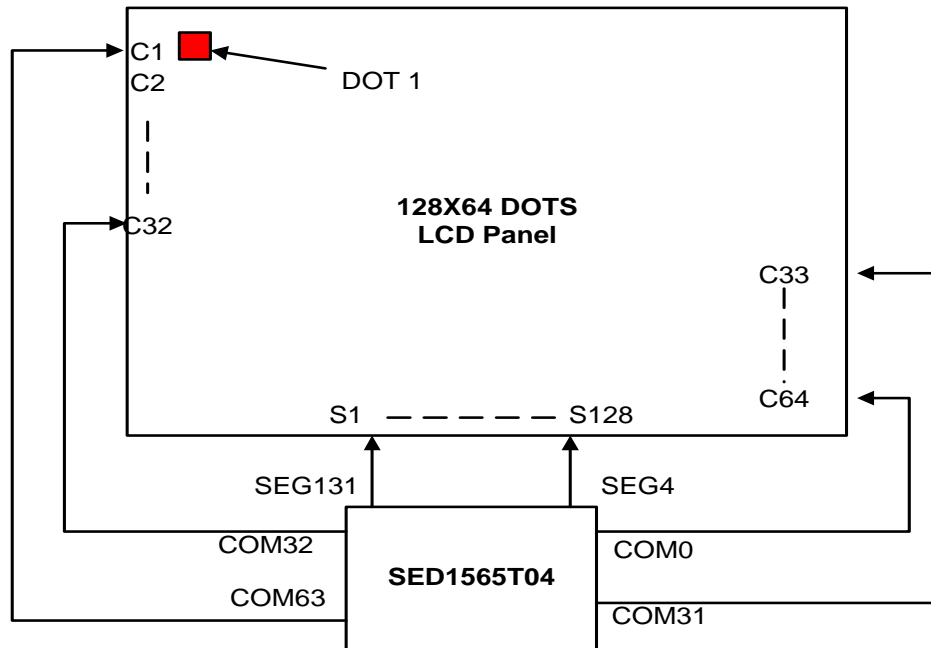 C1
C2
DOT 1
C32
128X64 DOTS
LCD Panel
C33
C64
S1
S128
SEG131
SEG4
COM32
COM0
SED1565T04
COM63
COM31